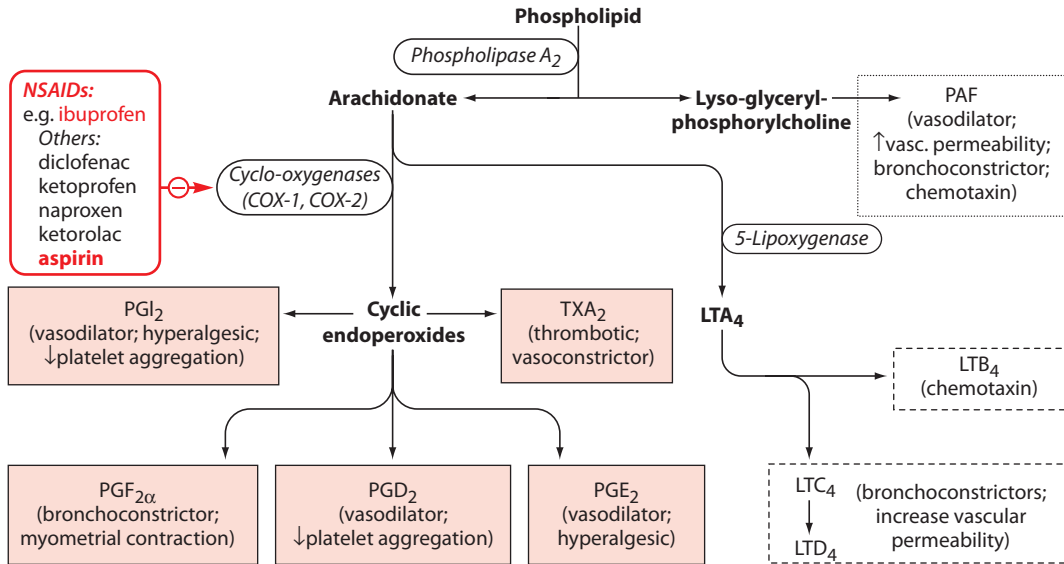 Phospholipid
Phospholipase A₂
NSAIDs:
e.g. ibuprofen
Others:
diclofenac
ketoprofen
naproxen
ketorolac
aspirin
Arachidonate
Lyso-glyceryl-
phosphorylcholine
PAF
(vasodilator;
↑vasc. permeability;
bronchoconstrictor;
chemotaxin)
Cyclo-oxygenases
(COX-1, COX-2)
5-Lipoxygenase
PGI₂
(vasodilator; hyperalgesic;
↓platelet aggregation)
Cyclic
endoperoxides
TXA₂
(thrombotic;
vasoconstrictor)
LTA₄
LTB₄
(chemotaxin)
PGF₂α
(bronchoconstrictor;
myometrial contraction)
PGD₂
(vasodilator;
↓platelet aggregation)
PGE₂
(vasodilator;
hyperalgesic)
LTC₄
LTD₄
(bronchoconstrictors;
increase vascular
permeability)